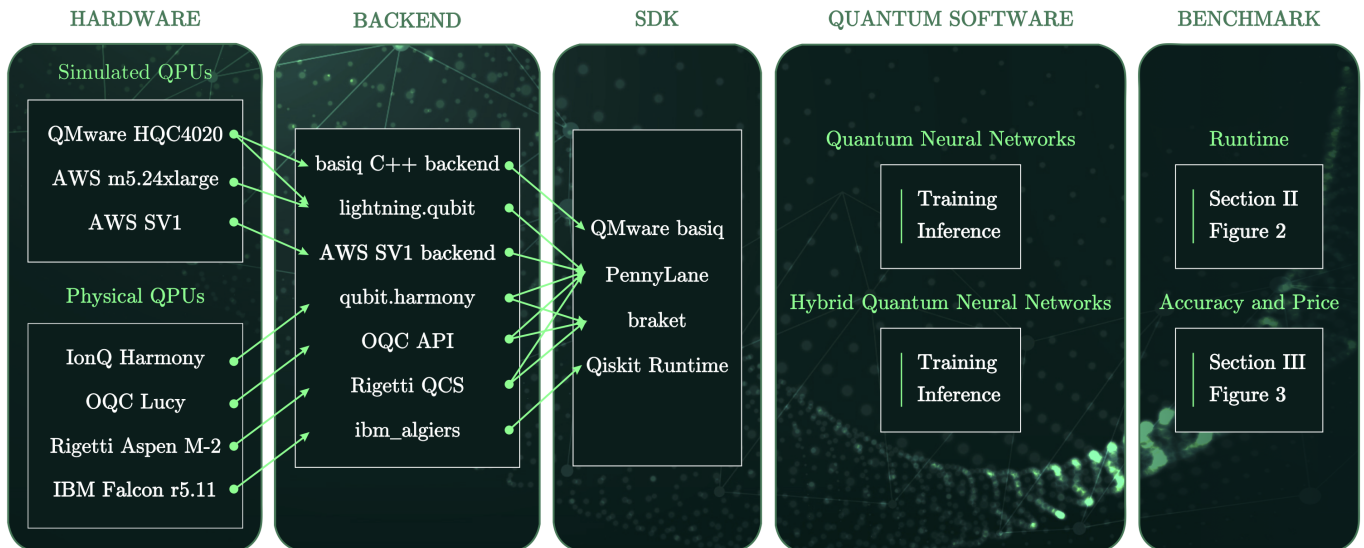 HARDWARE
Simulated QPUs
QMware HQC4020
AWS m5.24xlarge
AWS SV1
Physical QPUs
IonQ Harmony
OQC Lucy
Rigetti Aspen M-2
IBM Falcon r5.11
BACKEND
basiq C++ backend
lightning.qubit
AWS SV1 backend
qubit.harmony
OQC API
Rigetti QCS
ibm_algiers
SDK
QMware basiq
PennyLane
braket
Qiskit Runtime
QUANTUM SOFTWARE
Quantum Neural Networks
Training
Inference
Hybrid Quantum Neural Networks
Training
Inference
BENCHMARK
Runtime
Section II
Figure 2
Accuracy and Price
Section III
Figure 3